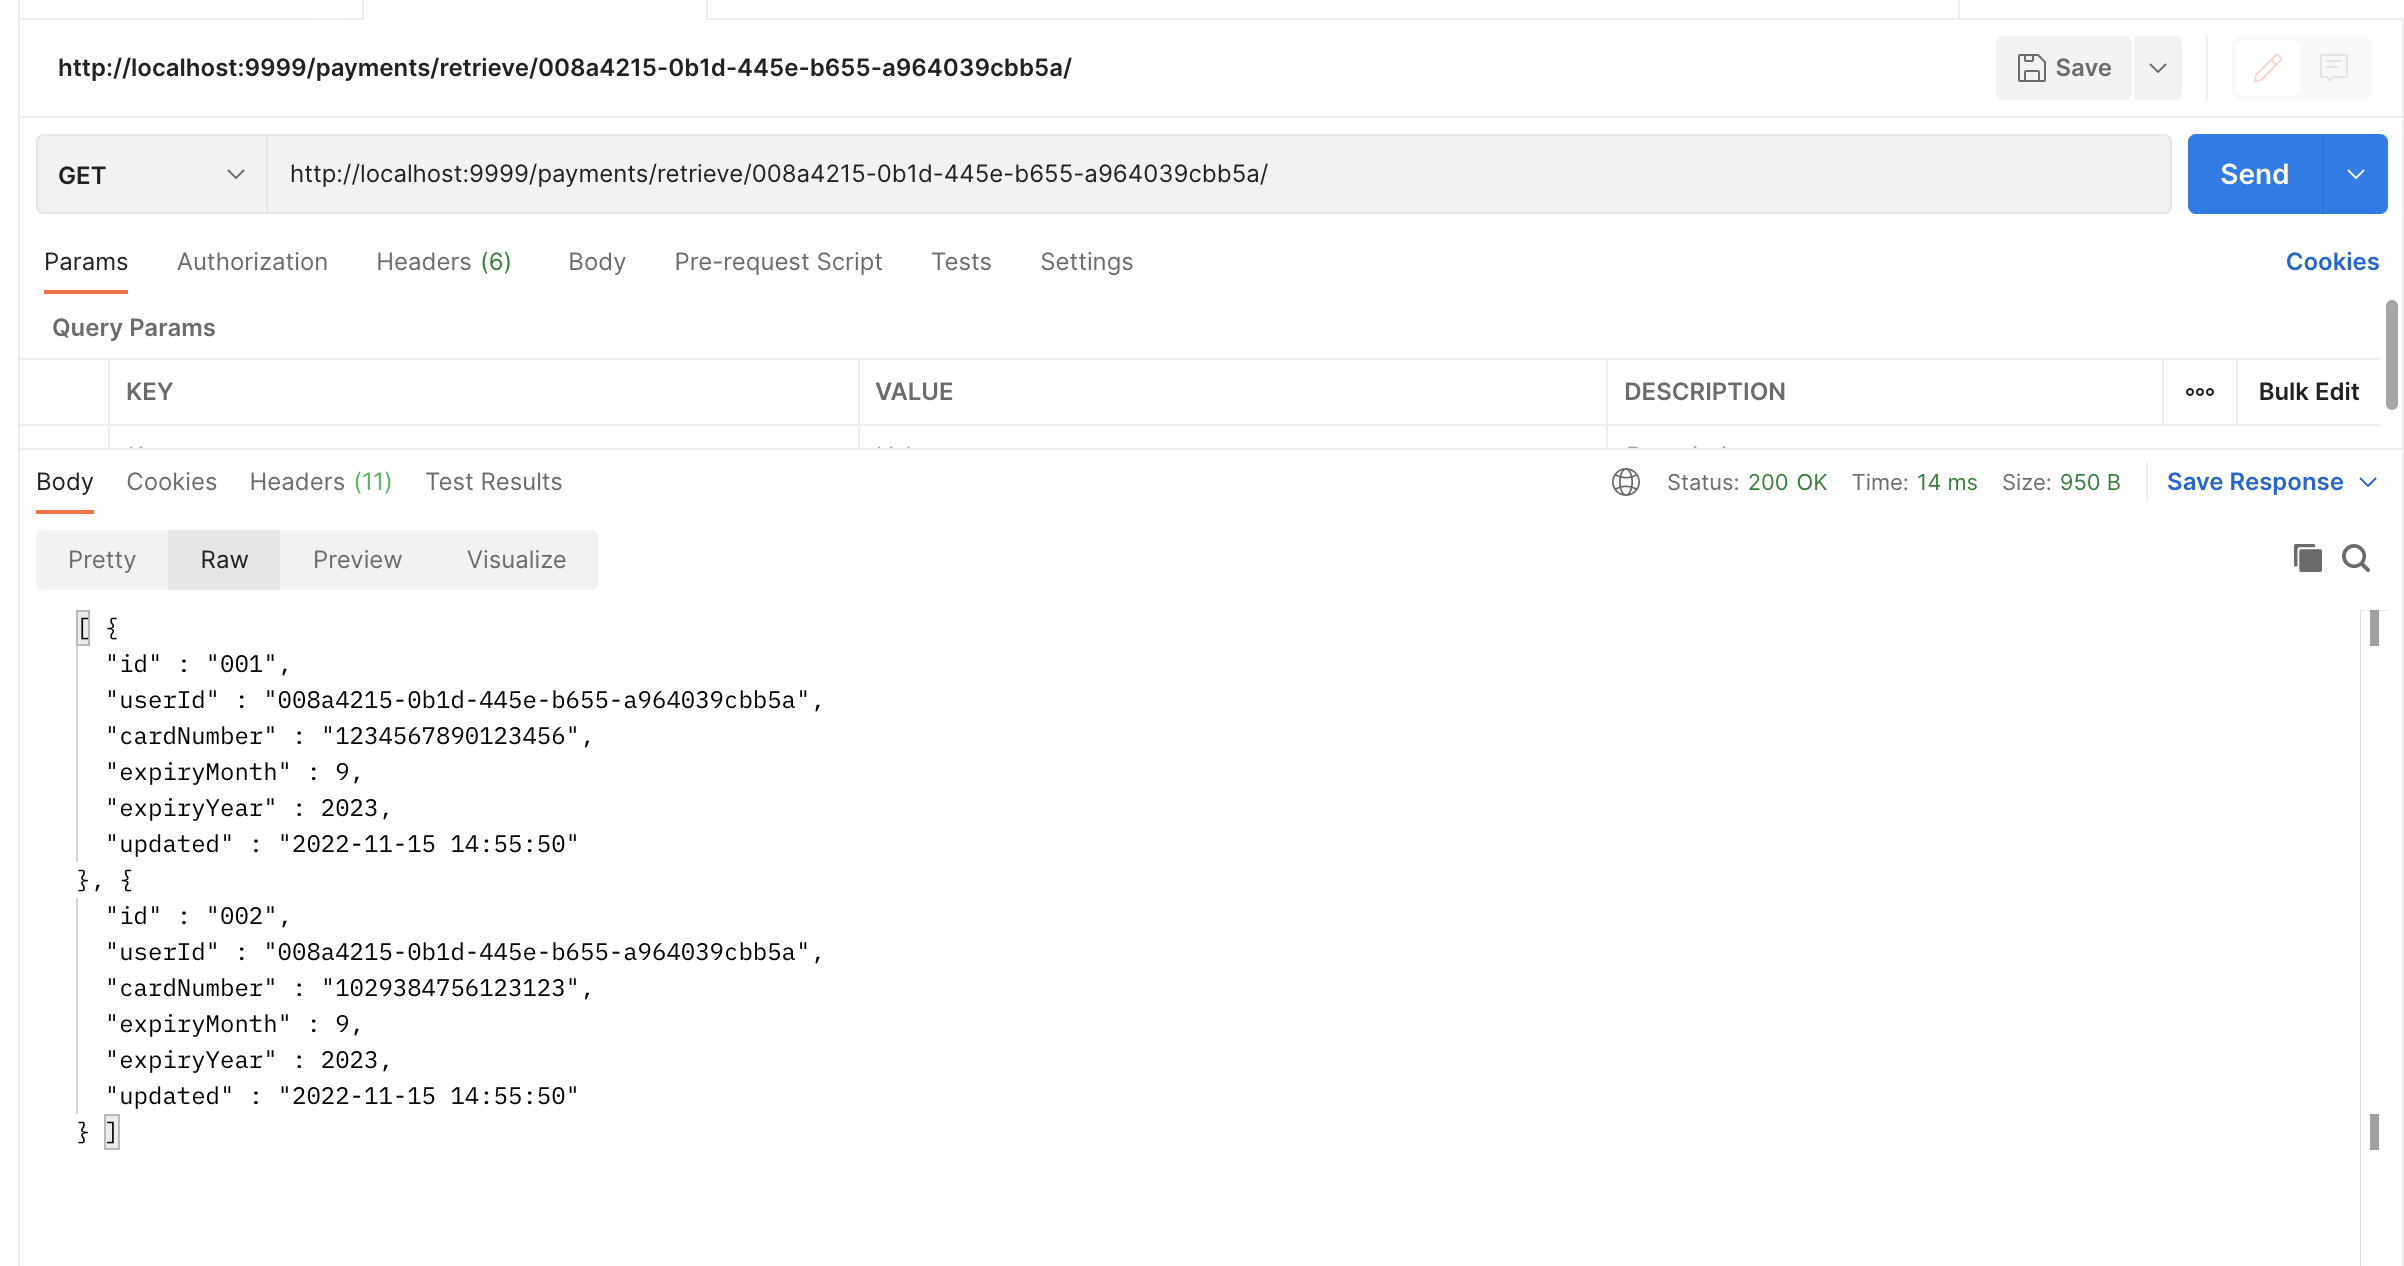 http://localhost:9999/payments/retrieve/008a4215-0b1d-445e-b655-a964039cbb5a/
Save
GET
http://localhost:9999/payments/retrieve/008a4215-0b1d-445e-b655-a964039cbb5a/
Send
Params Authorization Headers (6) Body Pre-request Script Tests Settings Cookies
Query Params
KEY VALUE DESCRIPTION Bulk Edit
Body Cookies Headers (11) Test Results Status: 200 OK Time: 14 ms Size: 950 B Save Response
Pretty Raw Preview Visualize
[ {
"id" : "001",
"userId" : "008a4215-0b1d-445e-b655-a964039cbb5a",
"cardNumber" : "1234567890123456",
"expiryMonth" : 9,
"expiryYear" : 2023,
"updated" : "2022-11-15 14:55:50"
}, {
"id" : "002",
"userId" : "008a4215-0b1d-445e-b655-a964039cbb5a",
"cardNumber" : "1029384756123123",
"expiryMonth" : 9,
"expiryYear" : 2023,
"updated" : "2022-11-15 14:55:50"
} ]